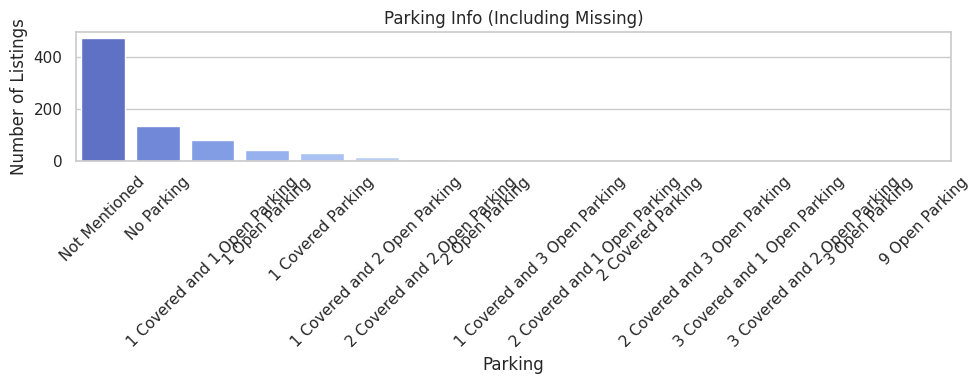 Parking Info (Including Missing)
Number of Listings
400
200
0
Not Mentioned
No Parking
1 Covered and 1 Open Parking
1 Open Parking
1 Covered Parking
1 Covered and 2 Open Parking
2 Covered and 2 Open Parking
2 Open Parking
1 Covered and 3 Open Parking
2 Covered and 1 Open Parking
2 Covered Parking
2 Covered and 3 Open Parking
3 Covered and 1 Open Parking
3 Covered and 2 Open Parking
3 Open Parking
9 Open Parking
Parking